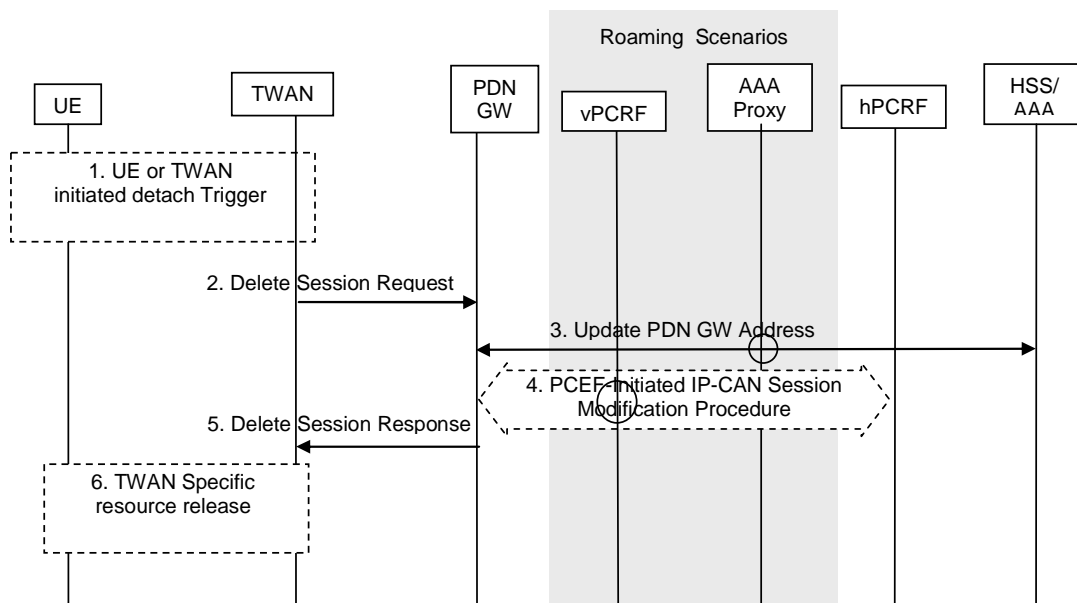 Roaming Scenarios
UE
TWAN
PDN
GW
vPCRF
AAA
Proxy
hPCRF
HSS/
AAA
1. UE or TWAN
initiated detach Trigger
2. Delete Session Request
3. Update PDN GW Address
4. PCEF-Initiated IP-CAN Session
Modification Procedure
5. Delete Session Response
6. TWAN Specific
resource release